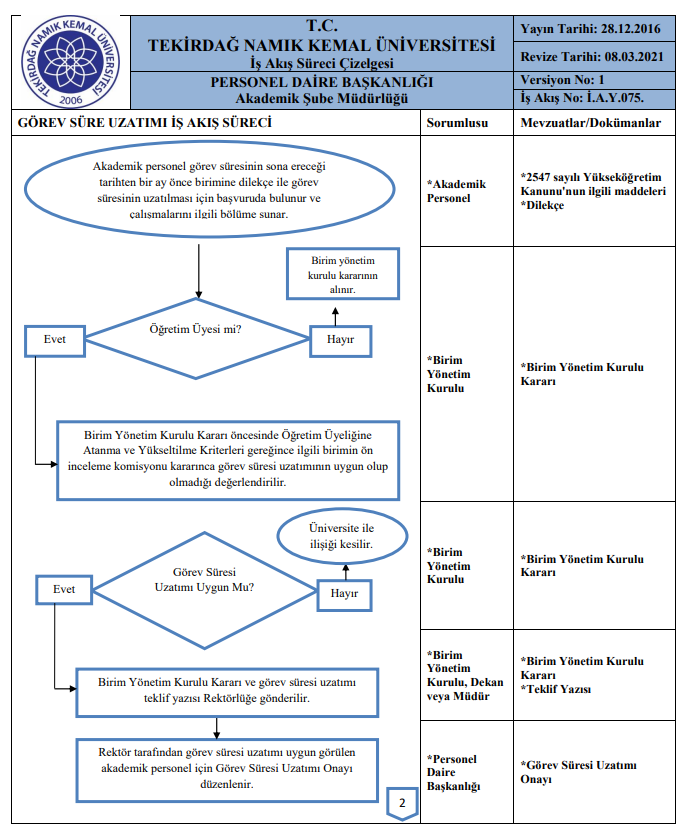 TEKİRDAĞ NAMIK KEMAL ÜNİVERSİTESİ
2006
T.C.
TEKİRDAĞ NAMIK KEMAL ÜNİVERSİTESİ
İş Akış Süreci Çizelgesi
PERSONEL DAİRE BAŞKANLIĞI
Akademik Şube Müdürlüğü
Yayın Tarihi: 28.12.2016
Revize Tarihi: 08.03.2021
Versiyon No: 1
İş Akış No: İ.A.Y.075.
GÖREV SÜRE UZATIMI İŞ AKIŞ SÜRECİ
Sorumlusu
Mevzuatlar/Dokümanlar
Akademik personel görev süresinin sona ereceği
tarihten bir ay önce birimine dilekçe ile görev
süresinin uzatılması için başvuruda bulunur ve
çalışmalarını ilgili bölüme sunar.
*Akademik
Personel
*2547 sayılı Yükseköğretim
Kanunu'nun ilgili maddeleri
*Dilekçe
Birim yönetim
kurulu kararının
alınır.
Öğretim Üyesi mi?
Evet
Hayır
*Birim
Yönetim
Kurulu
*Birim Yönetim Kurulu
Kararı
Birim Yönetim Kurulu Kararı öncesinde Öğretim Üyeliğine
Atanma ve Yükseltilme Kriterleri gereğince ilgili birimin ön
inceleme komisyonu kararınca görev süresi uzatımının uygun olup
olmadığı değerlendirilir.
Üniversite ile
ilişiği kesilir.
Görev Süresi
Uzatımı Uygun Mu?
Evet
Hayır
*Birim
Yönetim
Kurulu
*Birim Yönetim Kurulu
Kararı
Birim Yönetim Kurulu Kararı ve görev süresi uzatımı
teklif yazısı Rektörlüğe gönderilir.
*Birim
Yönetim
Kurulu, Dekan
veya Müdür
*Birim Yönetim Kurulu
Kararı
*Teklif Yazısı
Rektör tarafından görev süresi uzatımı uygun görülen
akademik personel için Görev Süresi Uzatımı Onayı
düzenlenir.
*Personel
Daire
Başkanlığı
*Görev Süresi Uzatımı
Onayı
2